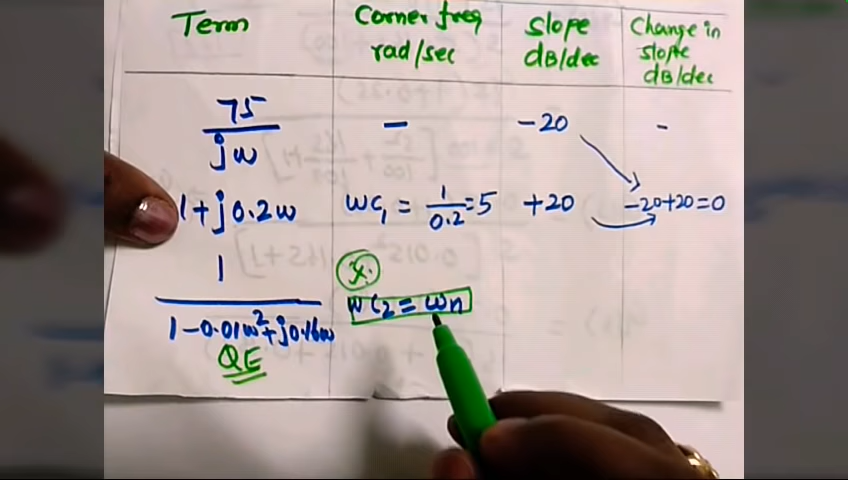 Term
Corner freq
rad/sec
slope
dB/dec
Change in
slope
dB/dec
75
jω
-
-20
-
1+j0.2ω
ωc₁ = 1/0.2 = 5
+20
-20+20=0
1
1-0.01ω²+j0.16ω
QE
ωc₂ = ωn